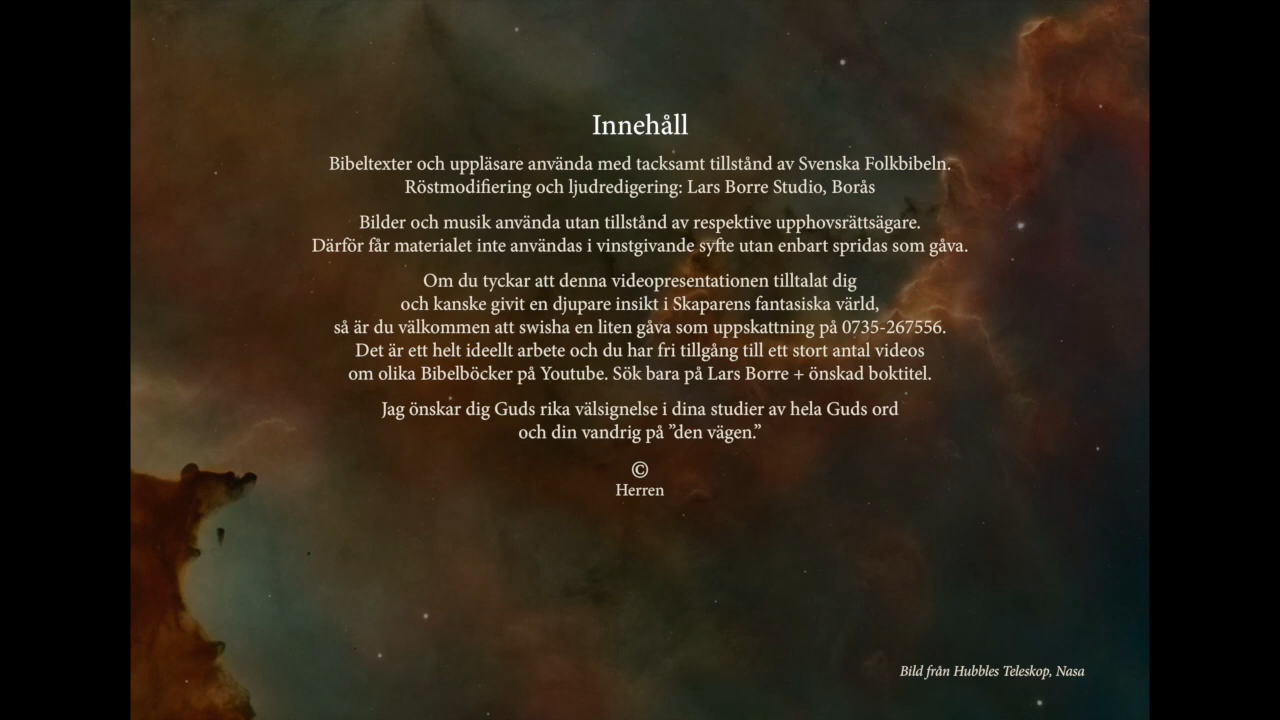 Innehåll
Bibeltexter och uppläsare använda med tacksamt tillstånd av Svenska Folkbibeln.
Röstmodifiering och ljudredigering: Lars Borre Studio, Borås
Bilder och musik använda utan tillstånd av respektive upphovsrättsägare.
Därför får materialet inte användas i vinstgivande syfte utan enbart spridas som gåva.
Om du tyckar att denna videopresentationen tilltalat dig
och kanske givit en djupare insikt i Skaparens fantasiska värld,
så är du välkommen att swisha en liten gåva som uppskattning på 0735-267556.
Det är ett helt ideellt arbete och du har fri tillgång till ett stort antal videos
om olika Bibelböcker på Youtube. Sök bara på Lars Borre + önskad boktitel.
Jag önskar dig Guds rika välsignelse i dina studier av hela Guds ord
och din vandrig på ”den vägen.”
©
Herren
Bild från Hubbles Teleskop, Nasa